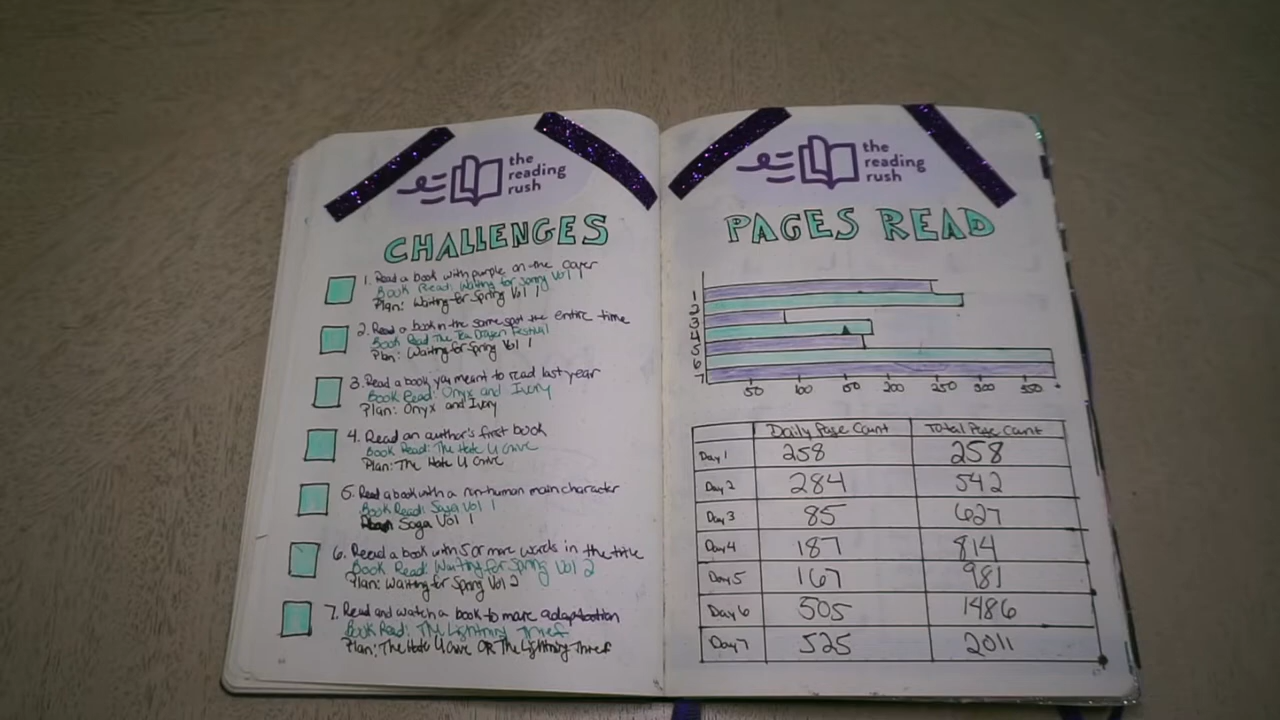 the
reading
rush
CHALLENGES
1. Read a book with purple on the cover
Book Read: Waiting for Spring Vol 1
Plan: Waiting for Spring Vol 1
2. Read a book in the same spot the entire time
Book Read The Tea Dragon Festival
Plan: Waiting for Spring Vol 1
3. Read a book you meant to read last year
Book Read: Onyx and Ivory
Plan: Onyx and Ivory
4. Read an author's first book
Book Read: The Hate U Give
Plan: The Hate U Give
5. Read a book with a non-human main character
Book Read: Saga Vol 1
Saga Vol 1
6. Read a book with 5 or more words in the title
Book Read: Waiting for Spring Vol 2
Plan: Waiting for Spring Vol 2
7. Read and watch a book to movie adaptation
Book Read: The Lightning Thief
Plan: The Hate U Give OR The Lightning Thief
the
reading
rush
PAGES READ
1
2
3
4
5
6
7
50 100 150 200 250 300 350
Daily Page Count Total Page Count
Day 1 258 258
Day 2 284 542
Day 3 85 627
Day 4 187 814
Day 5 167 981
Day 6 505 1486
Day 7 525 2011